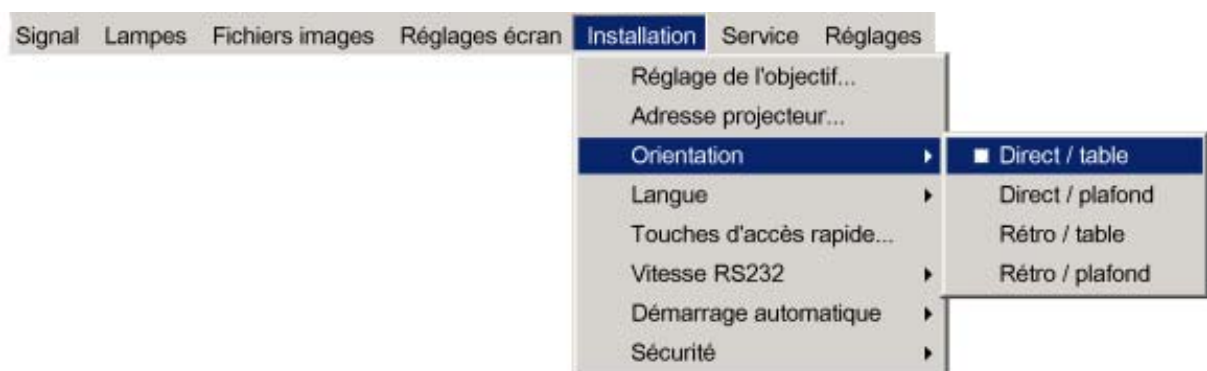 Signal Lampes Fichiers images Réglages écran Installation Service Réglages
Réglage de l'objectif...
Adresse projecteur...
Orientation
Direct / table
Langue
Direct / plafond
Touches d'accès rapide...
Rétro / table
Vitesse RS232
Rétro / plafond
Démarrage automatique
Sécurité